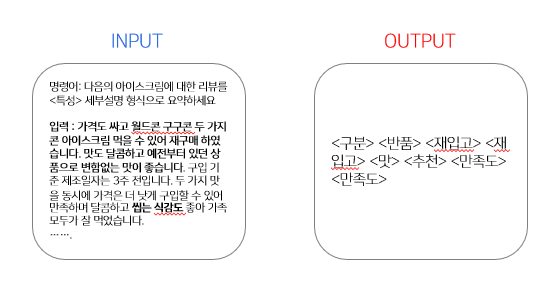 INPUT
OUTPUT
명령어: 다음의 아이스크림에 대한 리뷰를
<특성> 세부설명 형식으로 요약하세요
입력 : 가격도 싸고 월드콘 구구콘 두 가지
콘 아이스크림 먹을 수 있어 재구매 하였
습니다. 맛도 달콤하고 예전부터 있던 상
품으로 변함없는 맛이 좋습니다. 구입 기
준 제조일자는 3주 전입니다. 두 가지 맛
을 동시에 가격은 더 낮게 구입할 수 있어
만족하며 달콤하고 씹는 식감도 좋아 가족
모두가 잘 먹었습니다.
…….
<구분> <반품> <재입고> <재
입고> <맛> <추천> <만족도>
<만족도>